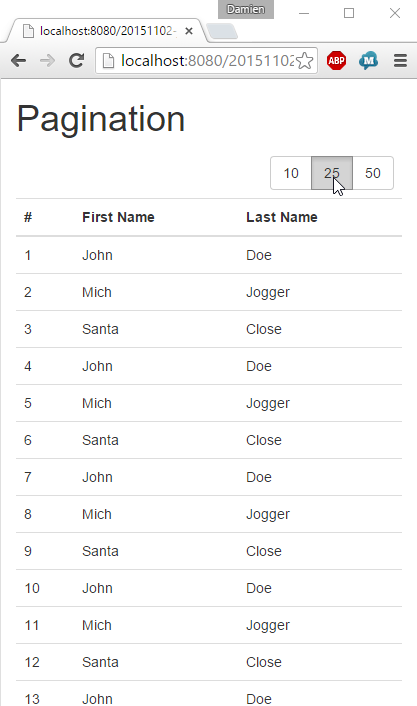 Damien
localhost:8080/20151102-
localhost:8080/20151102
ABP
M
Pagination
10 25 50
# First Name Last Name
1 John Doe
2 Mich Jogger
3 Santa Close
4 John Doe
5 Mich Jogger
6 Santa Close
7 John Doe
8 Mich Jogger
9 Santa Close
10 John Doe
11 Mich Jogger
12 Santa Close
13 John Doe